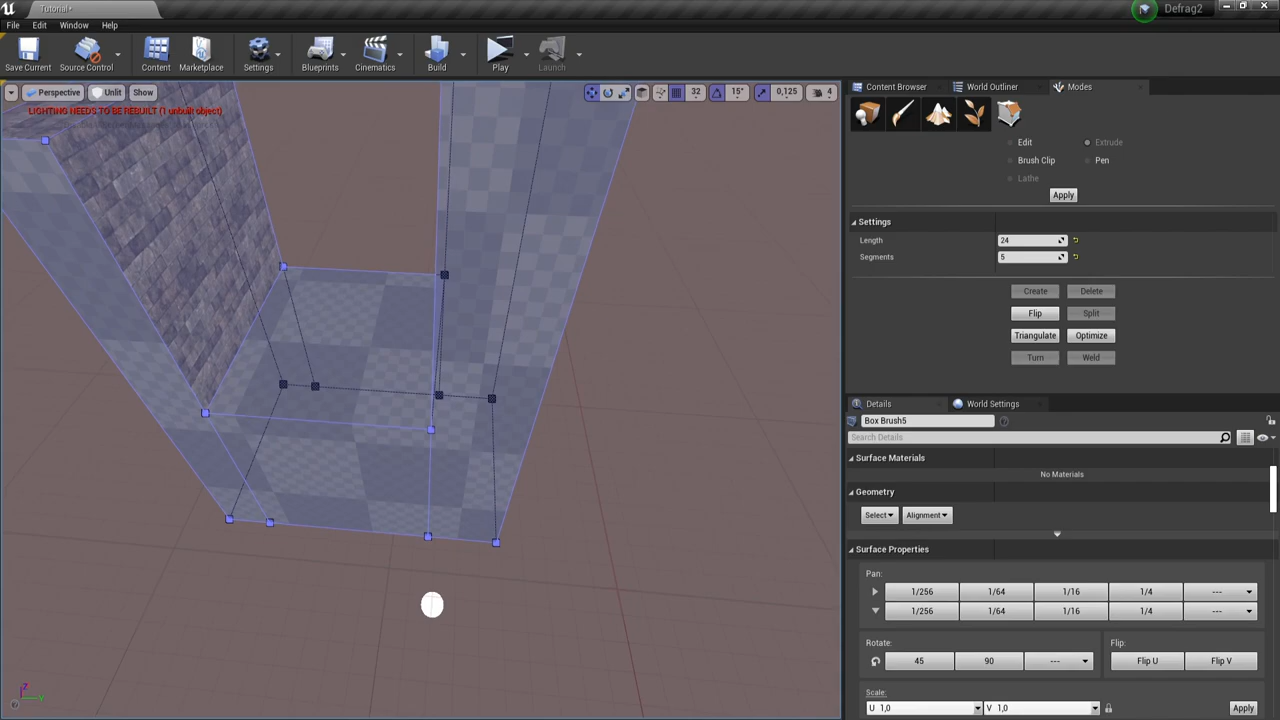 Tutorial*
Defrag2
File Edit Window Help
Save Current Source Control Content Marketplace Settings Blueprints Cinematics Build Play Launch
Perspective Unlit Show 32 15° 0,125 4
LIGHTING NEEDS TO BE REBUILT (1 unbuilt object)
Content Browser World Outliner Modes
Edit Extrude
Brush Clip Pen
Lathe
Apply
Settings
Length 24
Segments 5
Create Delete
Flip Split
Triangulate Optimize
Turn Weld
Details World Settings
Box Brush5
Search Details
Surface Materials
No Materials
Geometry
Select Alignment
Surface Properties
Pan:
1/256 1/64 1/16 1/4 ---
1/256 1/64 1/16 1/4 ---
Rotate: Flip:
45 90 --- Flip U Flip V
Scale:
U 1,0 V 1,0 Apply
Z
Y